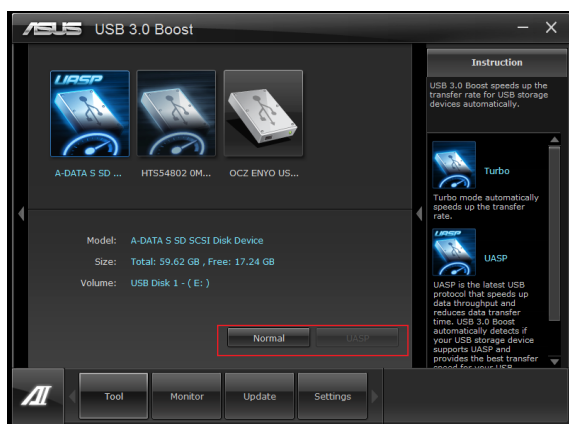 ASUS USB 3.0 Boost
UASP
A-DATA S SD ...
HTS54802 0M...
OCZ ENYO US...
Model: A-DATA S SD SCSI Disk Device
Size: Total: 59.62 GB , Free: 17.24 GB
Volume: USB Disk 1 - ( E: )
Normal
UASP
Instruction
USB 3.0 Boost speeds up the
transfer rate for USB storage
devices automatically.
Turbo
Turbo mode automatically
speeds up the transfer
rate.
UASP
UASP
UASP is the latest USB
protocol that speeds up
data throughput and
reduces data transfer
time. USB 3.0 Boost
automatically detects if
your USB storage device
supports UASP and
provides the best transfer
speed for your USB
Tool
Monitor
Update
Settings